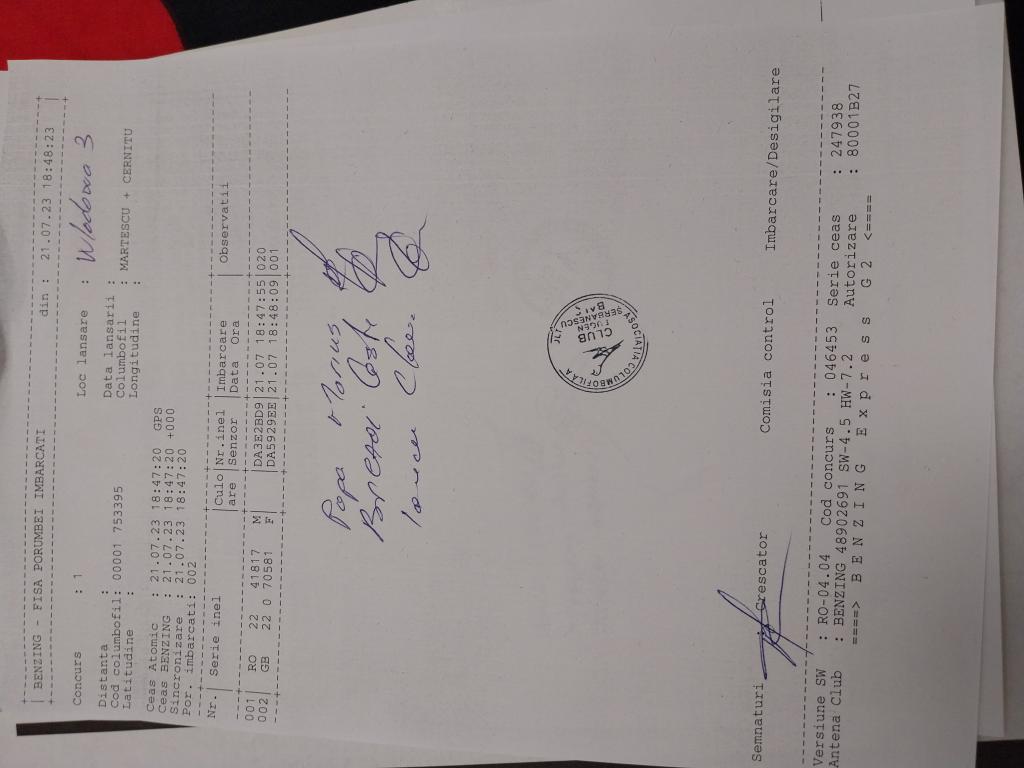 | BENZING - FISA PORUMBEI IMBARCATI din : 21.07.23 18:48:23 |
Concurs : 1 Loc lansare : Wladowa 3
Distanta : Data lansarii :
Cod columbofil: 00001 753395 Columbofil : MARTESCU + CERNITU
Latitudine : Longitudine :
Ceas Atomic : 21.07.23 18:47:20 GPS
Ceas BENZING : 21.07.23 18:47:20 +000
Sincronizare : 21.07.23 18:47:20
Por. imbarcati: 002
Nr.| Serie inel |Culo|Nr.inel |Imbarcare | Observatii
| |are |Senzor |Data Ora |
001| RO 22 41817 M| |DA3E2BD9|21.07 18:47:55|020
002| GB 22 0 70581 F| |DA5929EE|21.07 18:48:09|001
Popa Marius
ASOCIATIA COLUMBOFILA
CLUB
EUGEN
SERBANESCU
Semnaturi Crescator Comisia control Imbarcare/Desigilare
Versiune SW : RO-04.04 Cod concurs : 046453 Serie ceas : 247938
Antena Club : BENZING 48902691 SW-4.5 HW-7.2 Autorizare : 80001B27
====> B E N Z I N G E x p r e s s G 2 <====